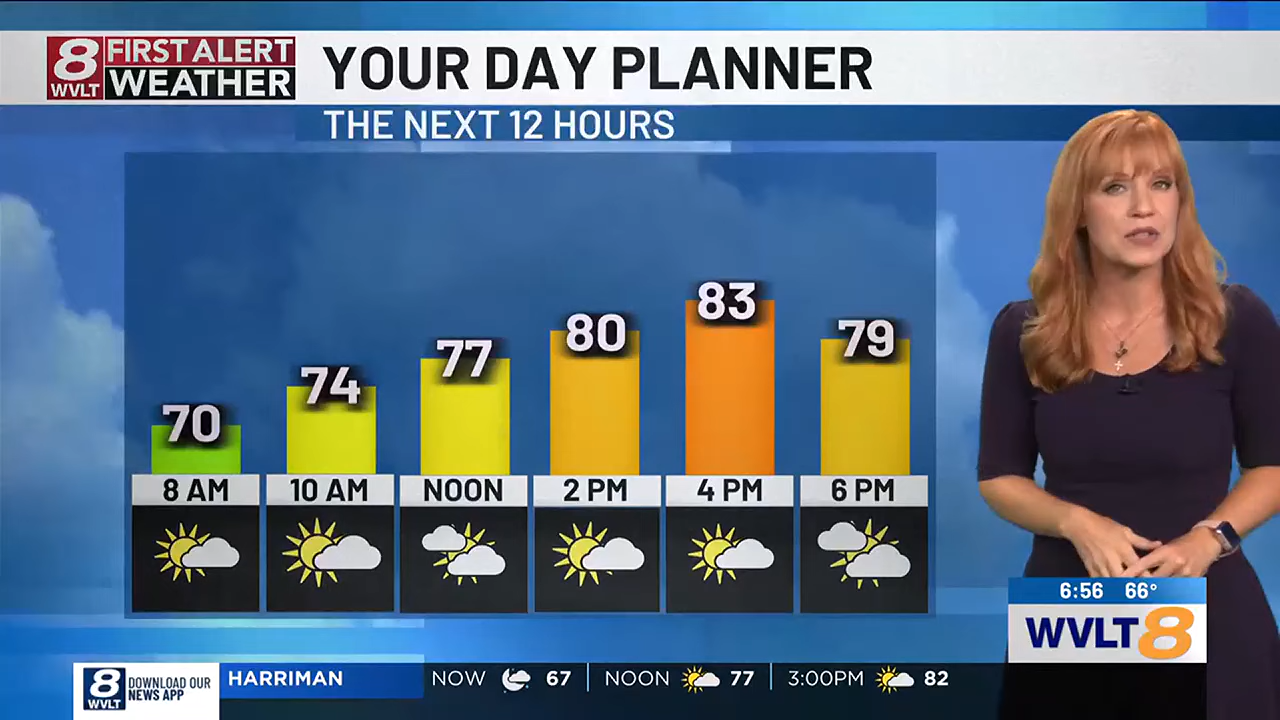 8 FIRST ALERT
WVLT WEATHER
YOUR DAY PLANNER
THE NEXT 12 HOURS
70 74 77 80 83 79
8 AM 10 AM NOON 2 PM 4 PM 6 PM
6:56 66°
WVLT 8
8 WVLT DOWNLOAD OUR
NEWS APP
HARRIMAN NOW 67 NOON 77 3:00PM 82